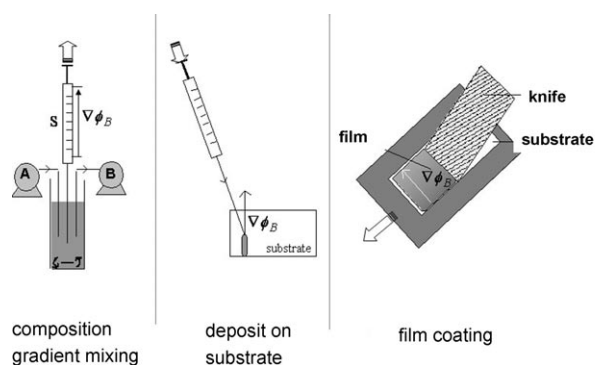 S
∇ϕB
A
B
∇ϕB
substrate
knife
film
substrate
∇ϕB
composition
gradient mixing
deposit on
substrate
film coating